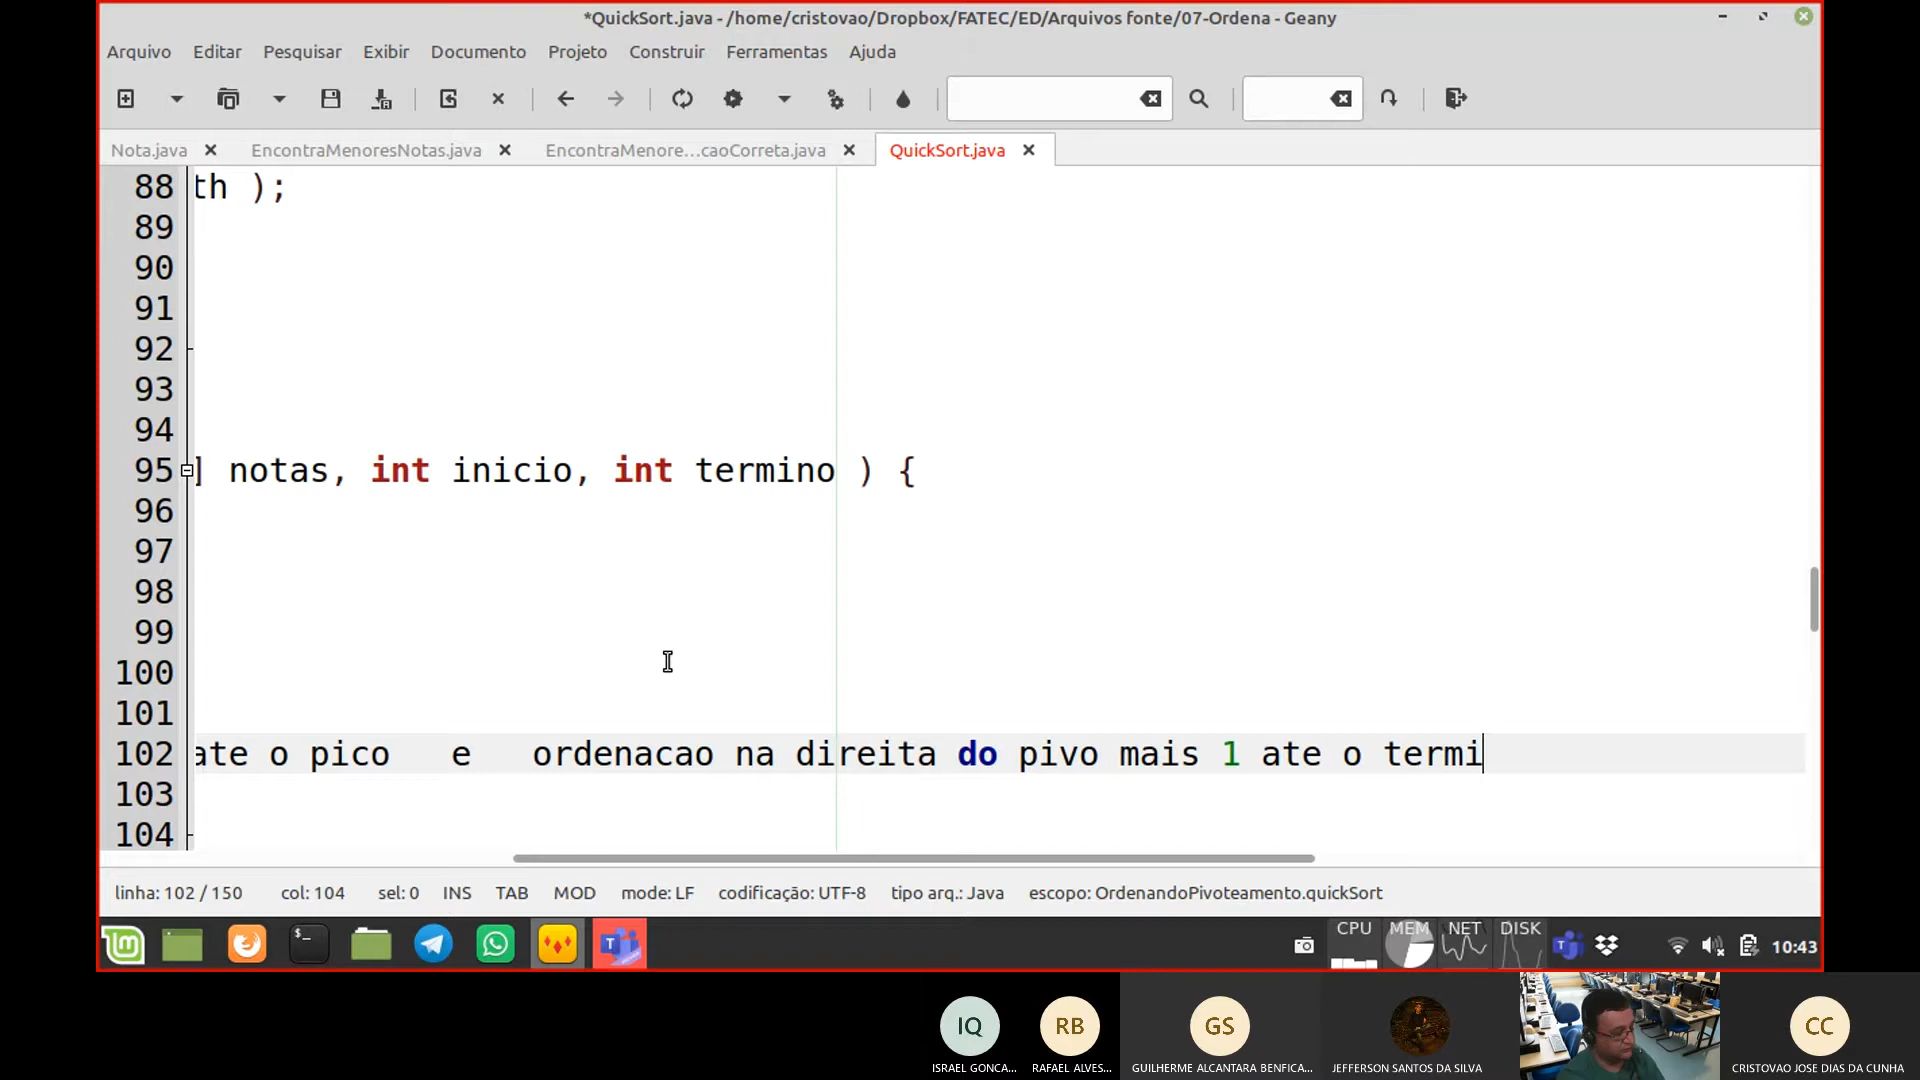 *QuickSort.java - /home/cristovao/Dropbox/FATEC/ED/Arquivos fonte/07-Ordena - Geany
Arquivo Editar Pesquisar Exibir Documento Projeto Construir Ferramentas Ajuda
Nota.java EncontraMenoresNotas.java EncontraMenore...caoCorreta.java QuickSort.java
88 th );
89
90
91
92
93
94
95 ] notas, int inicio, int termino ) {
96
97
98
99
100
101
102 ate o pico e ordenacao na direita do pivo mais 1 ate o termi
103
104
linha: 102 / 150 col: 104 sel: 0 INS TAB MOD mode: LF codificação: UTF-8 tipo arq.: Java escopo: OrdenandoPivoteamento.quickSort
CPU MEM NET DISK 10:43
IQ RB GS CC
ISRAEL GONCA... RAFAEL ALVES... GUILHERME ALCANTARA BENFICA... JEFFERSON SANTOS DA SILVA CRISTOVAO JOSE DIAS DA CUNHA